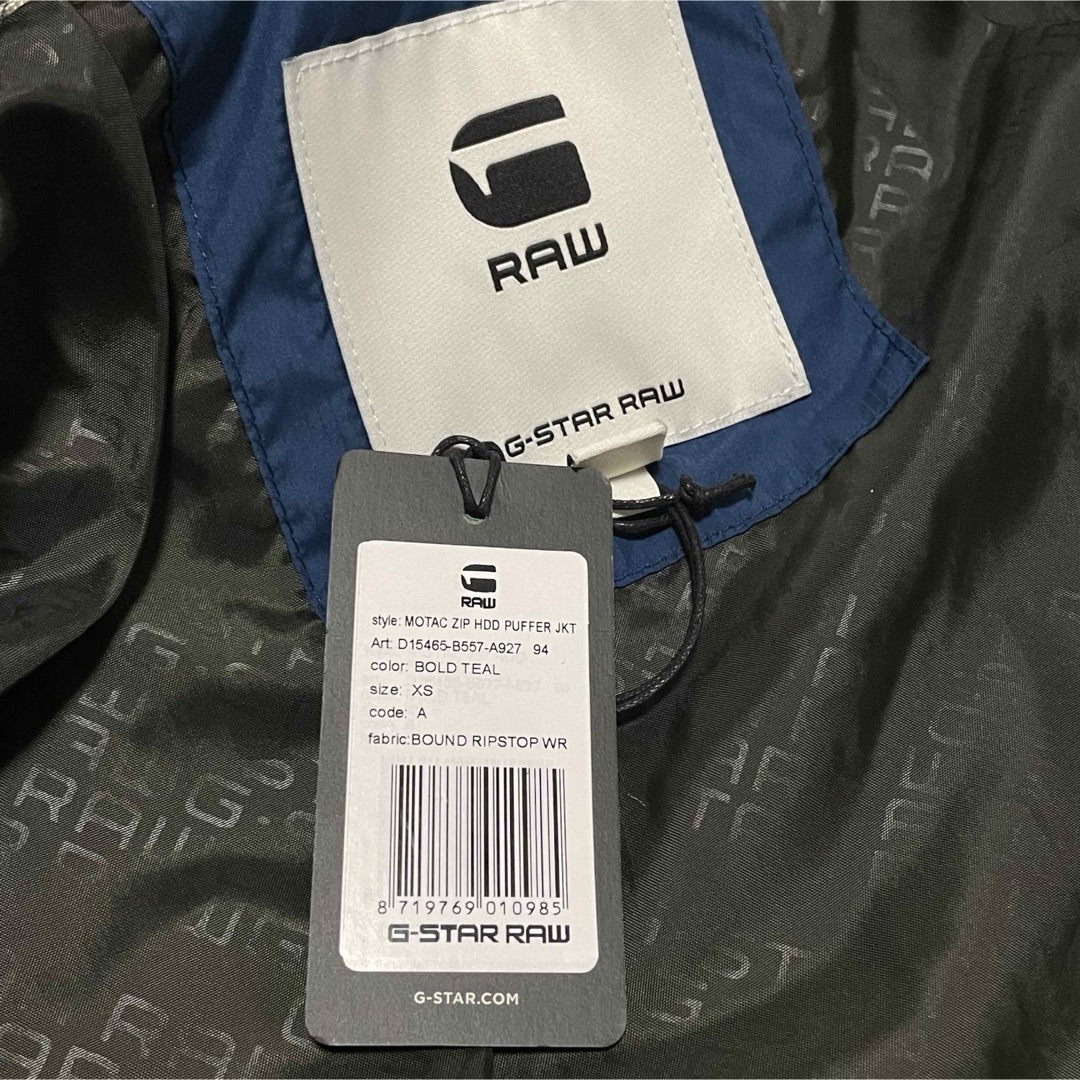 RAW
G-STAR RAW
RAW
style: MOTAC ZIP HDD PUFFER JKT
Art: D15465-B557-A927 94
color: BOLD TEAL
size: XS
code: A
fabric:BOUND RIPSTOP WR
8 719769 010985
G-STAR RAW
G-STAR.COM